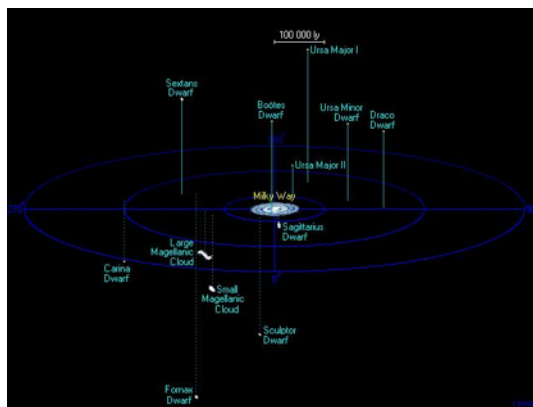 100 000 ly
Ursa Major I
Sextans
Dwarf
Boötes
Dwarf
Ursa Minor
Dwarf
Draco
Dwarf
Ursa Major II
Milky Way
Sagittarius
Dwarf
Large
Magellanic
Cloud
Carina
Dwarf
0°
Small
Magellanic
Cloud
Sculptor
Dwarf
Fornax
Dwarf